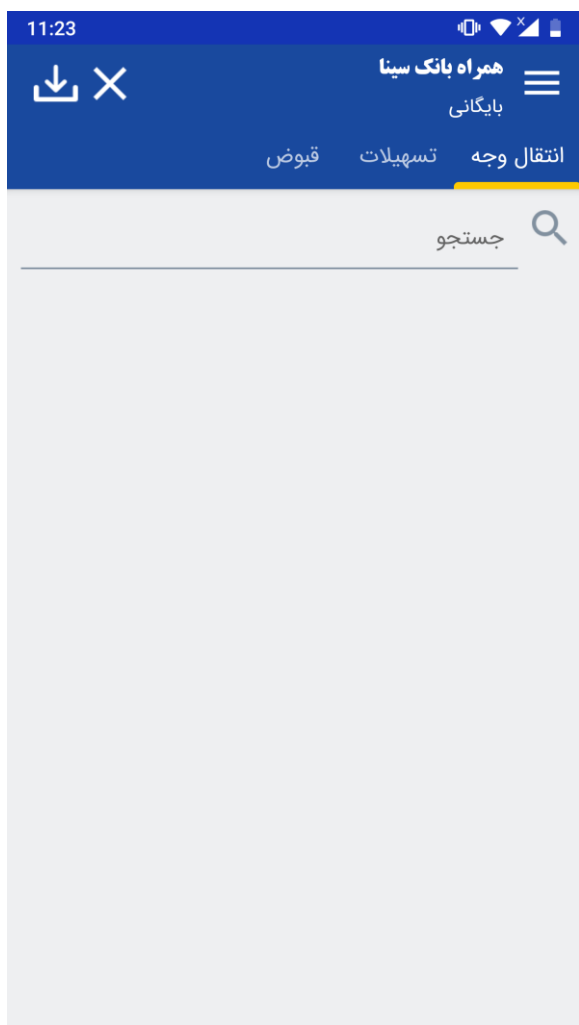 11:23
همراه بانک سینا
بایگانی
انتقال وجه تسهیلات قبوض
جستجو